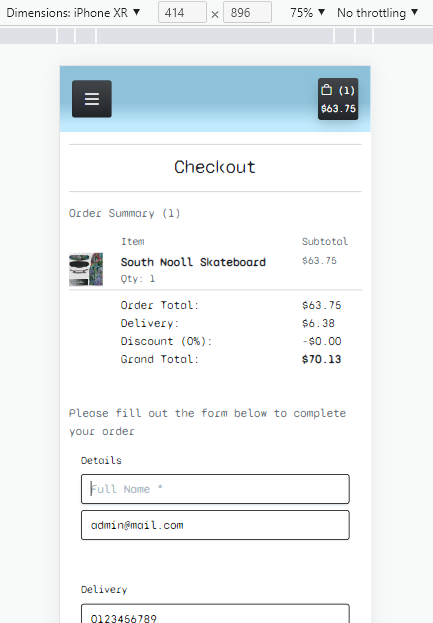 Dimensions: iPhone XR ▼ 414 × 896 75% ▼ No throttling ▼
(1)
$63.75
Checkout
Order Summary (1)
Item Subtotal
South Nooll Skateboard $63.75
Qty: 1
Order Total: $63.75
Delivery: $6.38
Discount (0%): -$0.00
Grand Total: $70.13
Please fill out the form below to complete
your order
Details
Full Name *
admin@mail.com
Delivery
0123456789